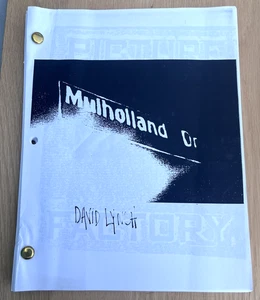 PICTURE
Mulholland Dr
DAVID LYNCH
FACTORY